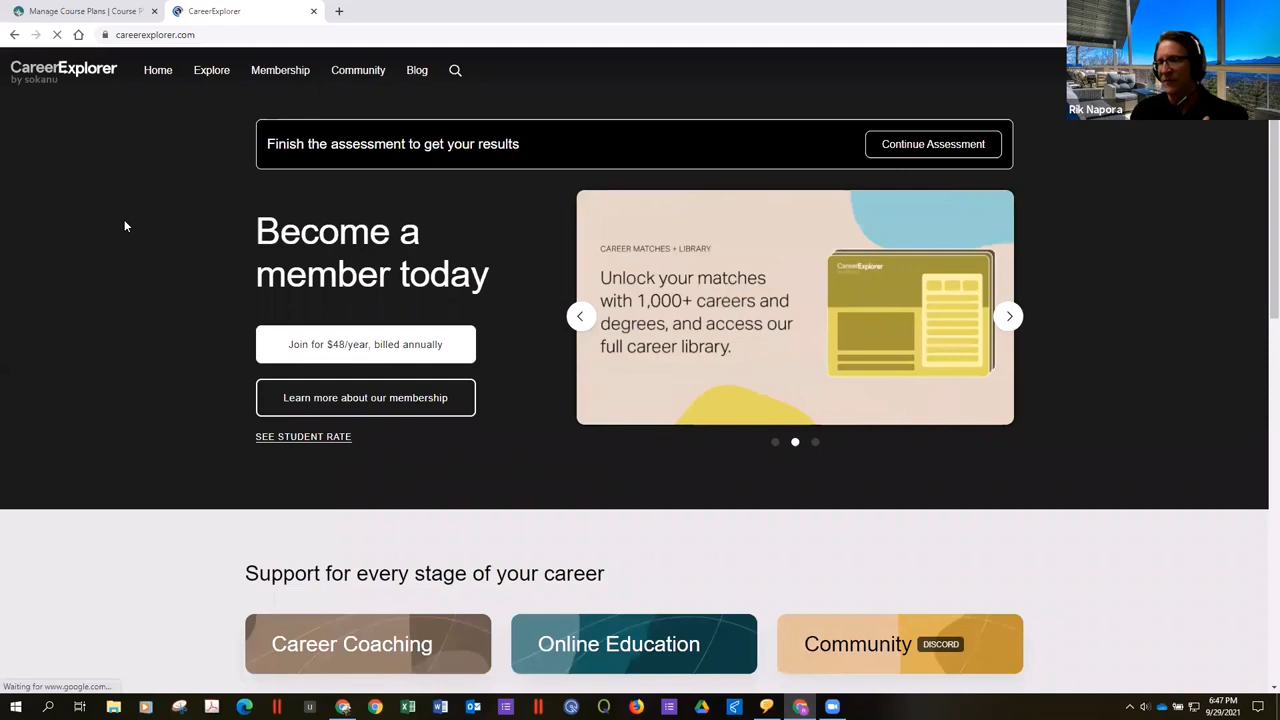 Manage Course Plans | Course P
CareerExplorer
careerexplorer.com
CareerExplorer
by sokanu
Home
Explore
Membership
Community
Blog
Rik Napora
Finish the assessment to get your results
Continue Assessment
Become a
member today
Join for $48/year, billed annually
Learn more about our membership
SEE STUDENT RATE
CAREER MATCHES + LIBRARY
Unlock your matches
with 1,000+ careers and
degrees, and access our
full career library.
CareerExplorer
Support for every stage of your career
Career Coaching
Online Education
Community DISCORD
Waiting for www.google.com...
6:47 PM
9/29/2021